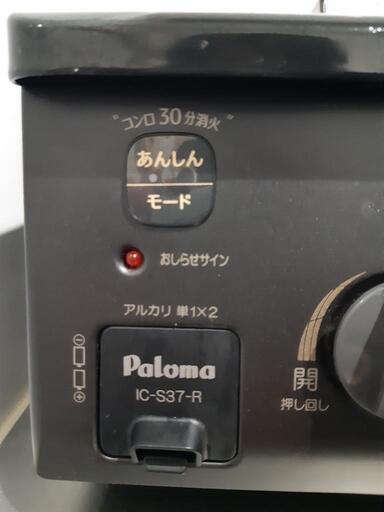 "コンロ30分消火"
あんしん
モード
おしらせサイン
アルカリ 単1×2
Paloma
IC-S37-R
開
押し回し